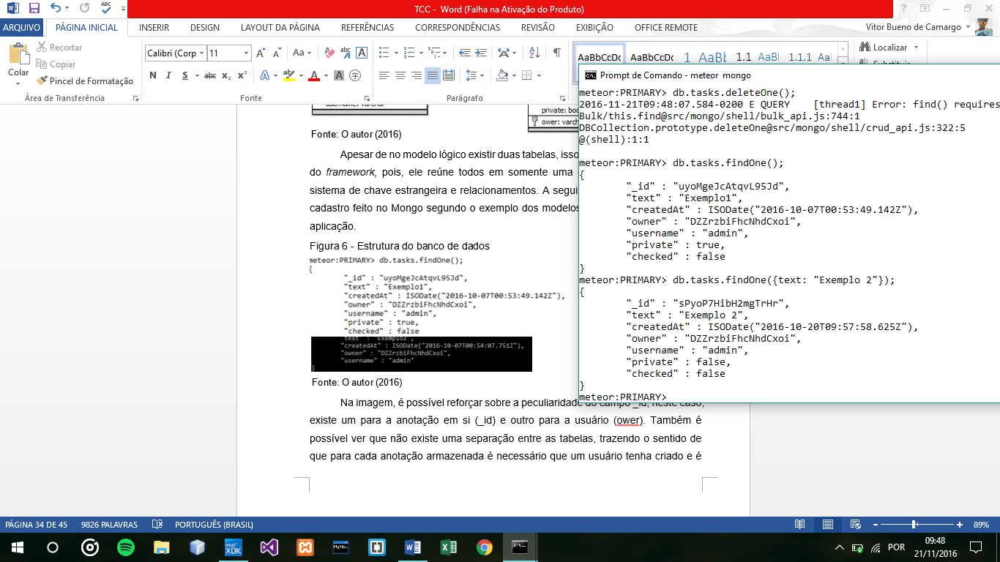 TCC - Word (Falha na Ativação do Produto)
ARQUIVO PÁGINA INICIAL INSERIR DESIGN LAYOUT DA PÁGINA REFERÊNCIAS CORRESPONDÊNCIAS REVISÃO EXIBIÇÃO OFFICE REMOTE Vitor Bueno de Camargo
Colar
Recortar
Copiar
Pincel de Formatação
Área de Transferência
Calibri (Corp 11
N I S abc x₂ x²
Fonte
Parágrafo
AaBbCcDc AaBbCcDc 1 AaBb 1.1 AaBl 1.1.1 Aal
Localizar
Substituir
private: boo
ower: varch
Fonte: O autor (2016)
Apesar de no modelo lógico existir duas tabelas, isso
do framework, pois, ele reúne todos em somente uma
sistema de chave estrangeira e relacionamentos. A segui
cadastro feito no Mongo segundo o exemplo dos modelos
aplicação.
Figura 6 - Estrutura do banco de dados
meteor:PRIMARY> db.tasks.findOne();
{
"_id" : "uyoMgeJcAtqvL95Jd",
"text" : "Exemplo1",
"createdAt" : ISODate("2016-10-07T00:53:49.142Z"),
"owner" : "DZZrzbiFhcNhdCxoi",
"username" : "admin",
"private" : true,
"checked" : false
"text" : "Exemplo2",
"createdAt" : ISODate("2016-10-07T00:54:07.751Z"),
"owner" : "DZZrzbiFhcNhdCxoi",
"username" : "admin"
}
Fonte: O autor (2016)
Na imagem, é possível reforçar sobre a peculiaridade do campo _id, neste caso,
existe um para a anotação em si (_id) e outro para a usuário (ower). Também é
possível ver que não existe uma separação entre as tabelas, trazendo o sentido de
que para cada anotação armazenada é necessário que um usuário tenha criado e é
Prompt de Comando - meteor mongo
meteor:PRIMARY> db.tasks.deleteOne();
2016-11-21T09:48:07.584-0200 E QUERY [thread1] Error: find() requires
Bulk/this.find@src/mongo/shell/bulk_api.js:744:1
DBCollection.prototype.deleteOne@src/mongo/shell/crud_api.js:322:5
@(shell):1:1
meteor:PRIMARY> db.tasks.findOne();
{
"_id" : "uyoMgeJcAtqvL95Jd",
"text" : "Exemplo1",
"createdAt" : ISODate("2016-10-07T00:53:49.142Z"),
"owner" : "DZZrzbiFhcNhdCxoi",
"username" : "admin",
"private" : true,
"checked" : false
}
meteor:PRIMARY> db.tasks.findOne({text: "Exemplo 2"});
{
"_id" : "sPyoP7HibH2mgTrHr",
"text" : "Exemplo 2",
"createdAt" : ISODate("2016-10-20T09:57:58.625Z"),
"owner" : "DZZrzbiFhcNhdCxoi",
"username" : "admin",
"private" : false,
"checked" : false
}
meteor:PRIMARY>
PÁGINA 34 DE 45 9826 PALAVRAS PORTUGUÊS (BRASIL) 89%
POR 09:48
21/11/2016